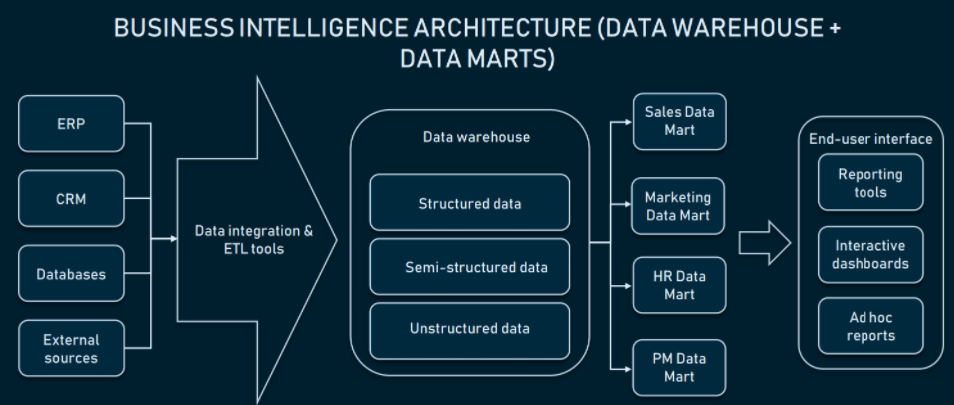 BUSINESS INTELLIGENCE ARCHITECTURE (DATA WAREHOUSE +
DATA MARTS)
ERP
CRM
Databases
External
sources
Data integration &
ETL tools
Data warehouse
Structured data
Semi-structured data
Unstructured data
Sales Data
Mart
Marketing
Data Mart
HR Data
Mart
PM Data
Mart
End-user interface
Reporting
tools
Interactive
dashboards
Ad hoc
reports